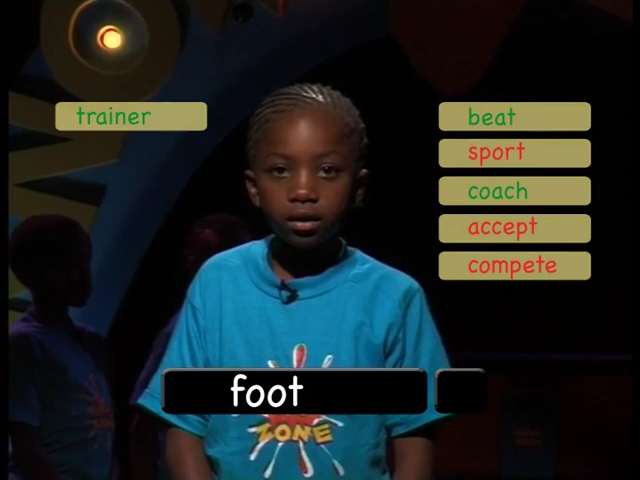 trainer
beat
sport
coach
accept
compete
foot
ZONE